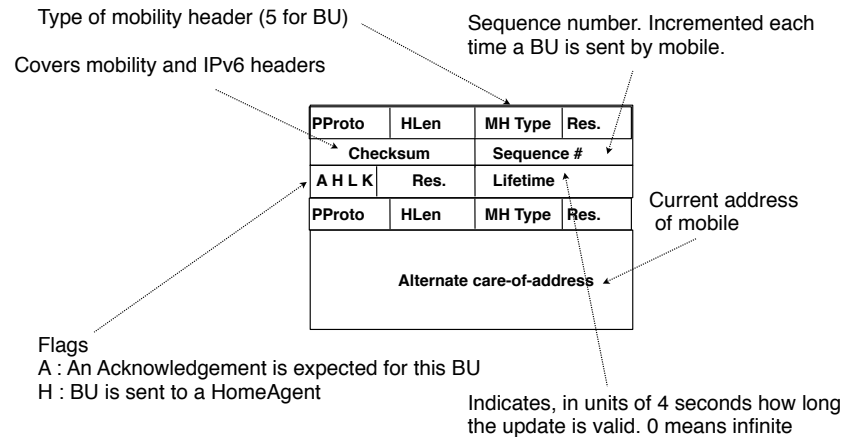 Type of mobility header (5 for BU)
Sequence number. Incremented each
time a BU is sent by mobile.
Covers mobility and IPv6 headers
PProto HLen MH Type Res.
Checksum Sequence #
A H L K Res. Lifetime
PProto HLen MH Type Res.
Current address
of mobile
Alternate care-of-address
Flags
A : An Acknowledgement is expected for this BU
H : BU is sent to a HomeAgent
Indicates, in units of 4 seconds how long
the update is valid. 0 means infinite